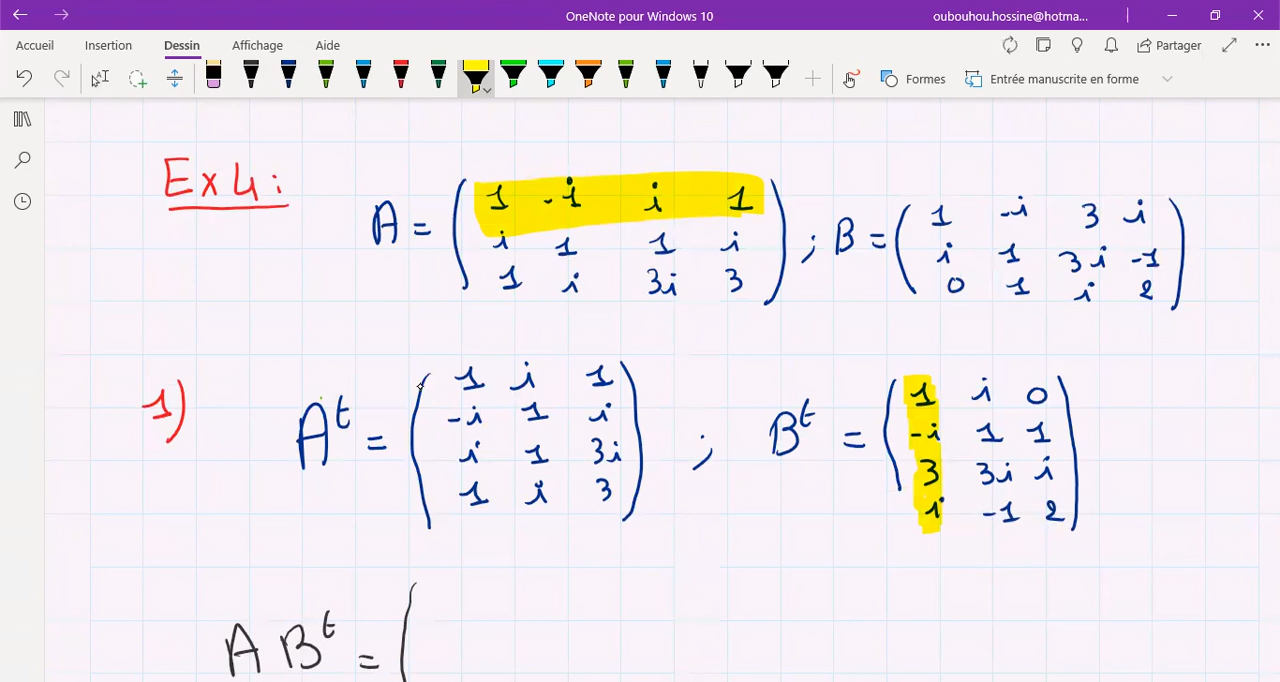 OneNote pour Windows 10
oubouhou.hossine@hotma...
Accueil Insertion Dessin Affichage Aide Partager
Formes Entrée manuscrite en forme
Ex4:
A = ( 1 -i i 1 ; B = ( 1 -i 3 i
i 1 1 i i 1 3i -1
1 i 3i 3 ) 0 1 i 2 )
1) A^t = ( 1 i 1 ; B^t = ( 1 i 0
-i 1 i -i 1 1
i 1 3i 3 3i i
1 i 3 ) i -1 2 )
A B^t = (